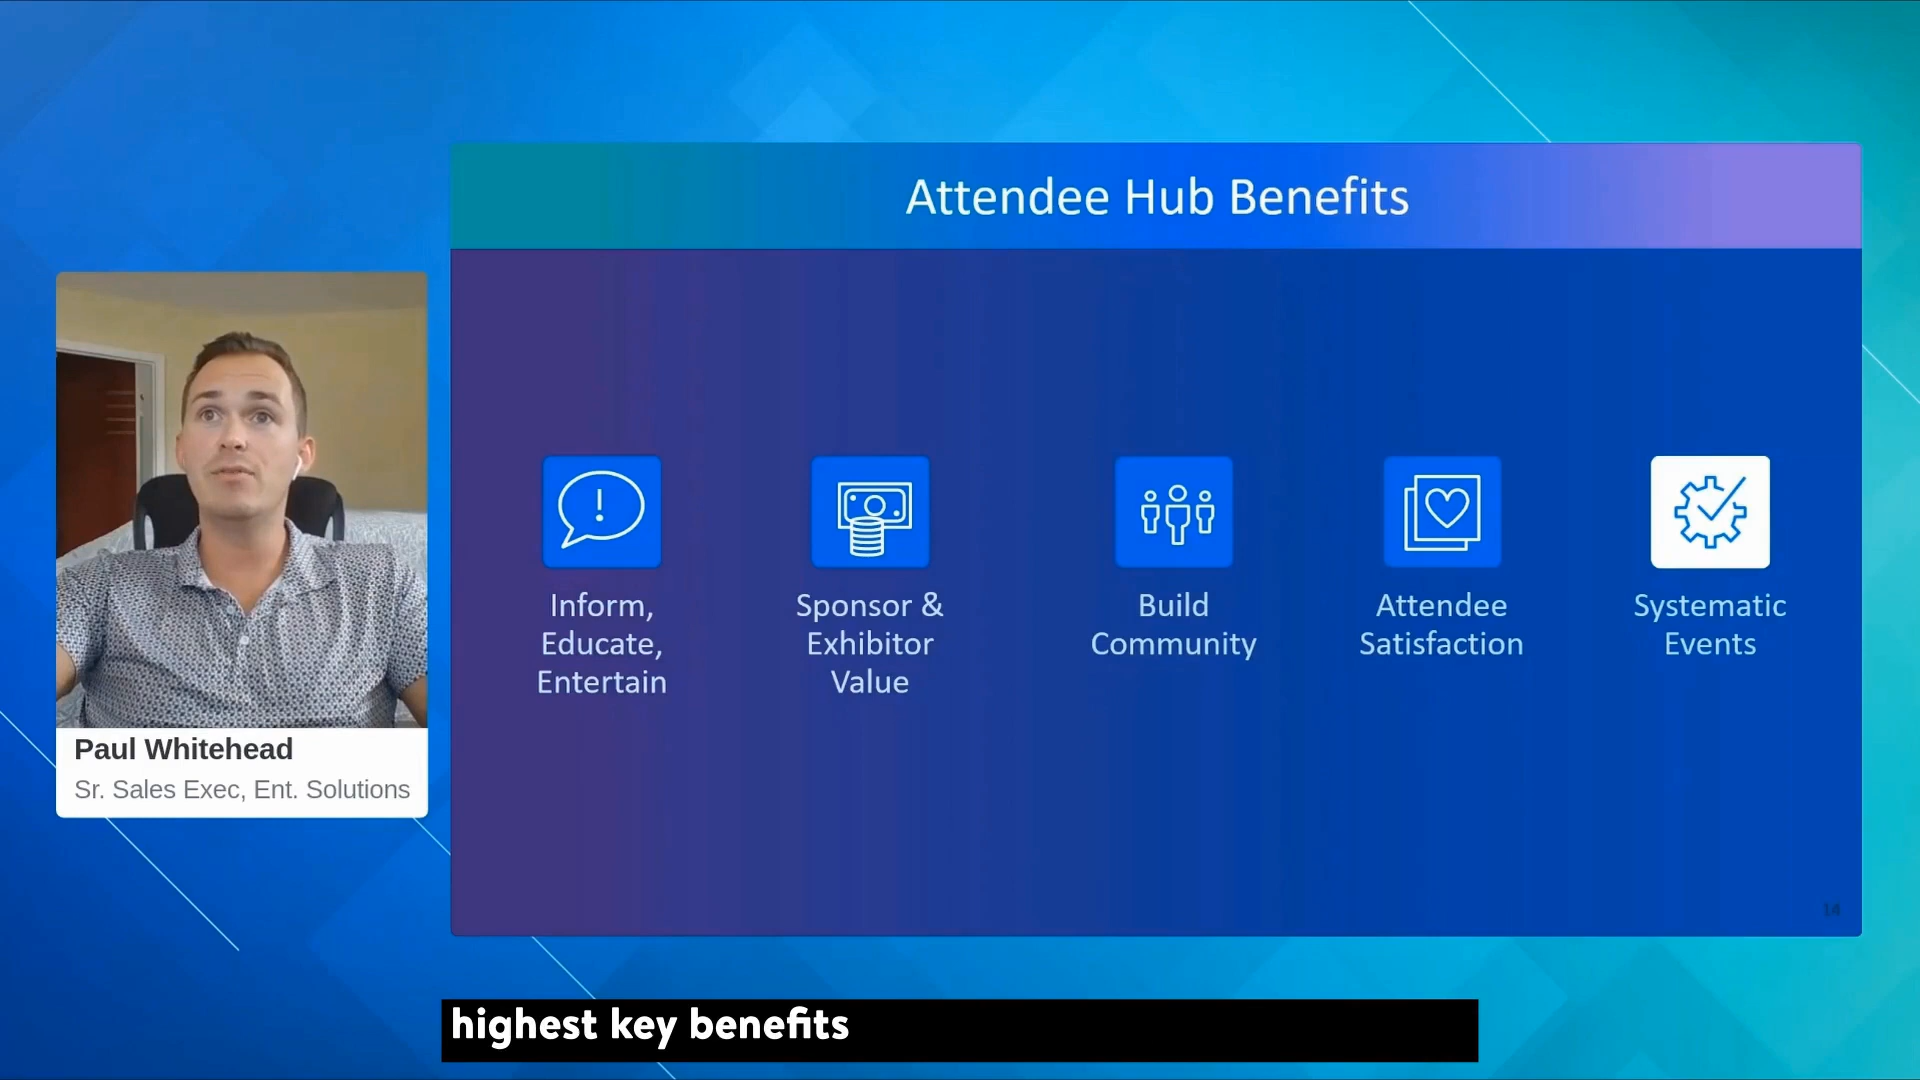 Attendee Hub Benefits
Inform,
Educate,
Entertain
Sponsor &
Exhibitor
Value
Build
Community
Attendee
Satisfaction
Systematic
Events
Paul Whitehead
Sr. Sales Exec, Ent. Solutions
14
highest key benefits